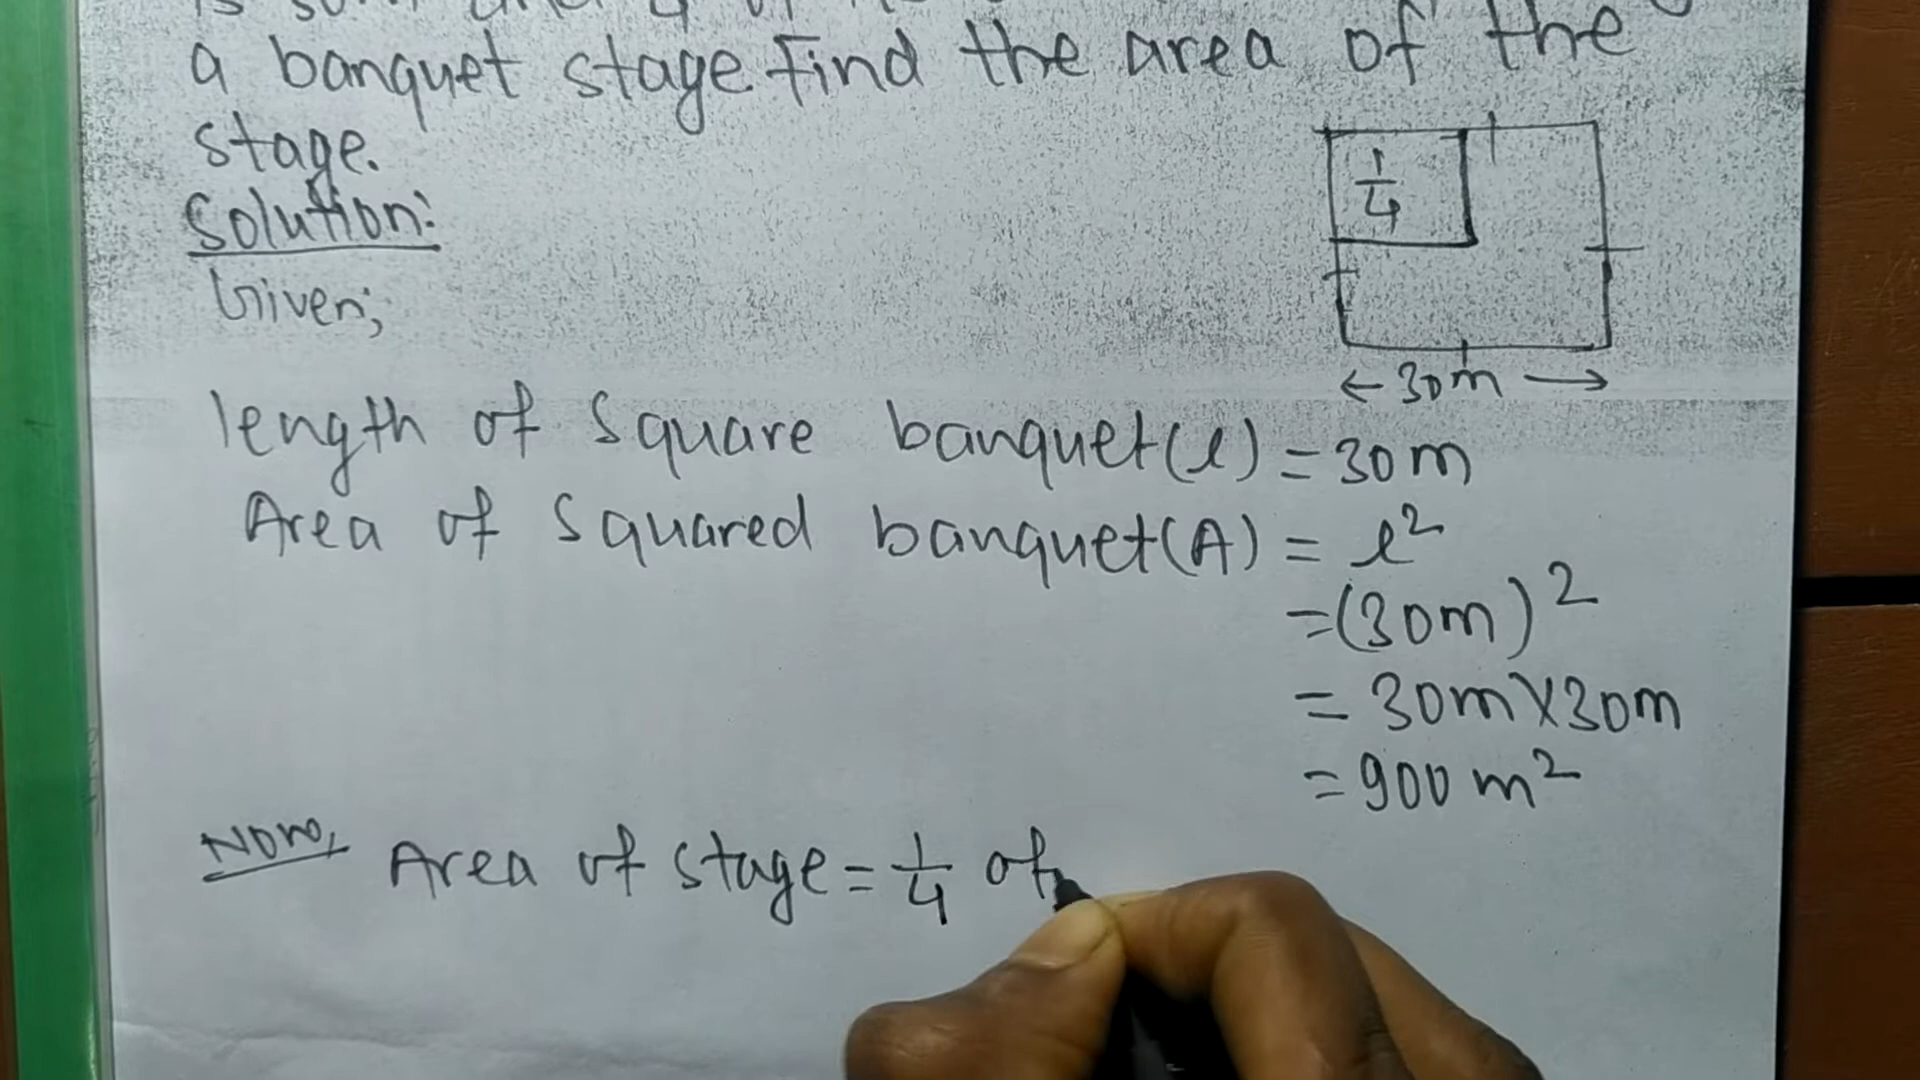 a banquet stage. Find the area of the
stage.
Solution:
Given;
1/4
← 30m →
length of square banquet(l) = 30m
Area of squared banquet(A) = l²
=(30m)²
= 30m×30m
= 900 m²
Now, Area of stage = 1/4 of